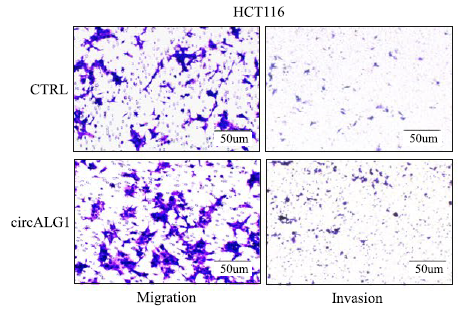 HCT116
CTRL
50um
50um
circALG1
50um
50um
Migration
Invasion